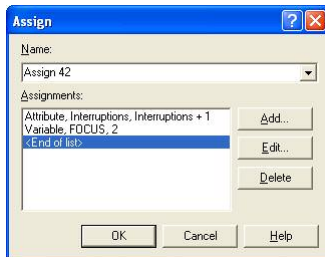 Assign
Name:
Assign 42
Assignments:
Attribute, Interruptions, Interruptions + 1
Variable, FOCUS, 2
<End of list>
Add...
Edit...
Delete
OK
Cancel
Help